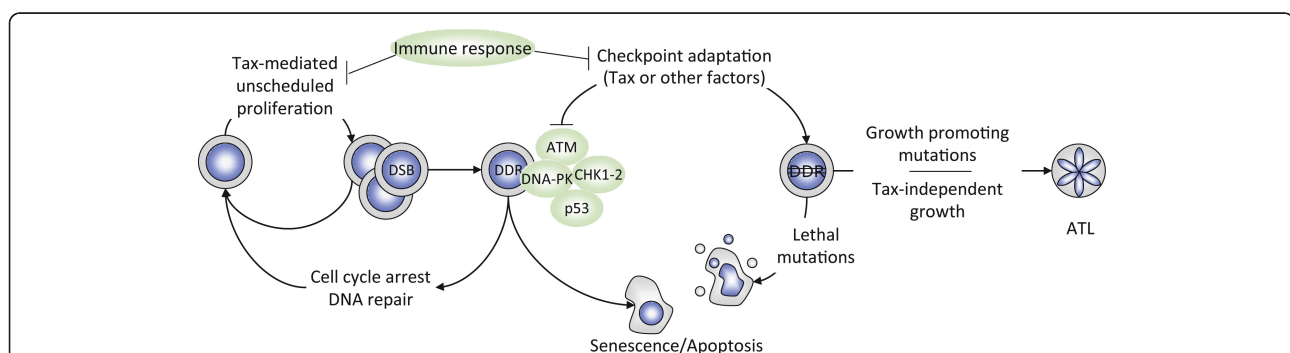 Immune response
Tax-mediated
unscheduled
proliferation
Checkpoint adaptation
(Tax or other factors)
DSB
DDR
ATM
DNA-PK
CHK1-2
p53
DDR
Growth promoting
mutations
Tax-independent
growth
ATL
Lethal
mutations
Cell cycle arrest
DNA repair
Senescence/Apoptosis